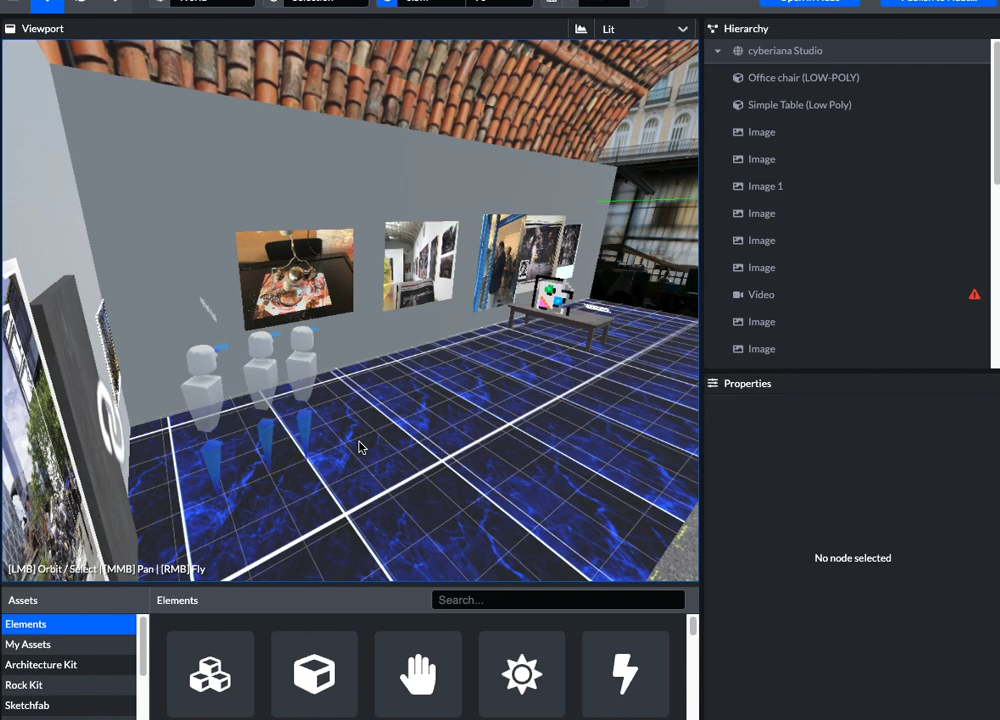 Viewport
Lit
Hierarchy
cyberiana Studio
Office chair (LOW-POLY)
Simple Table (Low Poly)
Image
Image
Image 1
Image
Image
Image
Video
Image
Image
Properties
No node selected
[LMB] Orbit / Select | [MMB] Pan | [RMB] Fly
Assets
Elements
My Assets
Architecture Kit
Rock Kit
Sketchfab
Elements
Search...